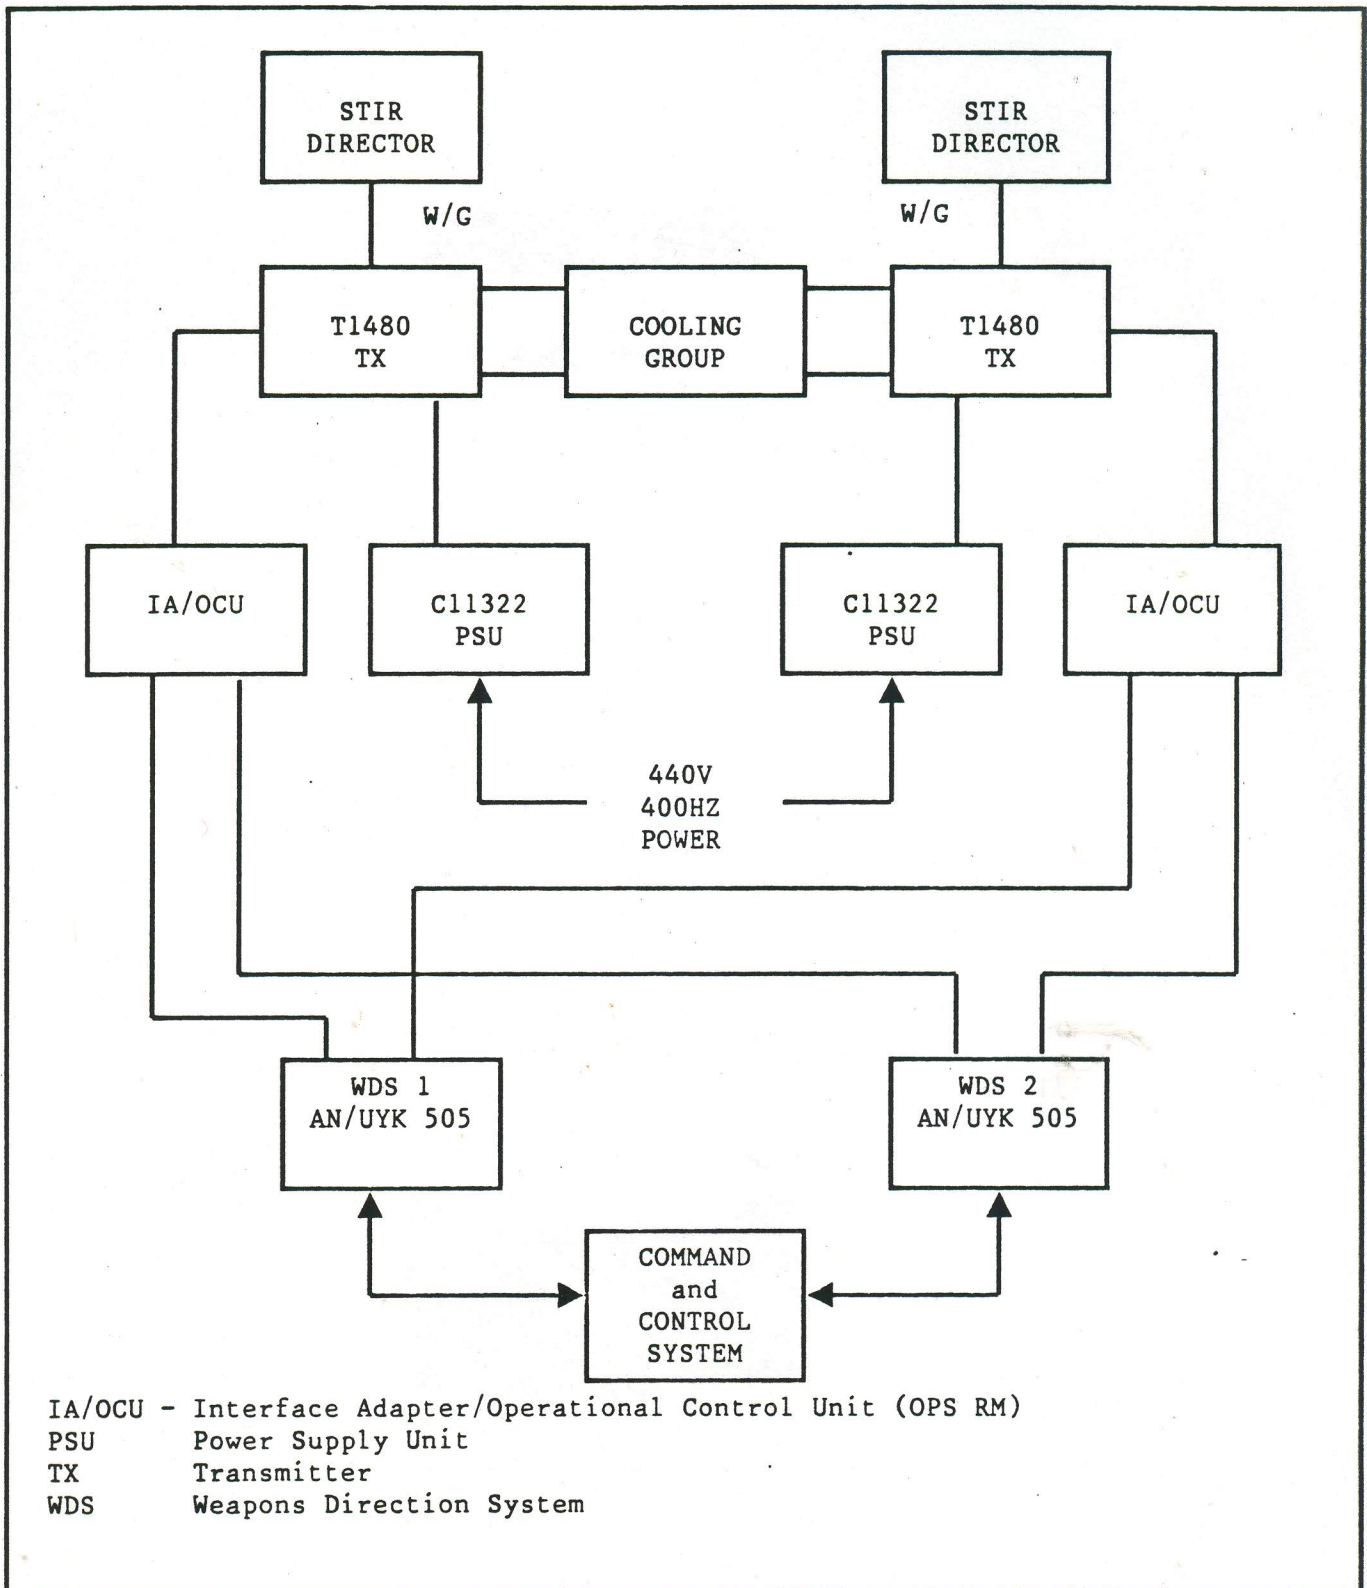 STIR
DIRECTOR
STIR
DIRECTOR
W/G
W/G
T1480
TX
COOLING
GROUP
T1480
TX
IA/OCU
C11322
PSU
C11322
PSU
IA/OCU
440V
400HZ
POWER
WDS 1
AN/UYK 505
WDS 2
AN/UYK 505
COMMAND
and
CONTROL
SYSTEM
IA/OCU - Interface Adapter/Operational Control Unit (OPS RM)
PSU Power Supply Unit
TX Transmitter
WDS Weapons Direction System